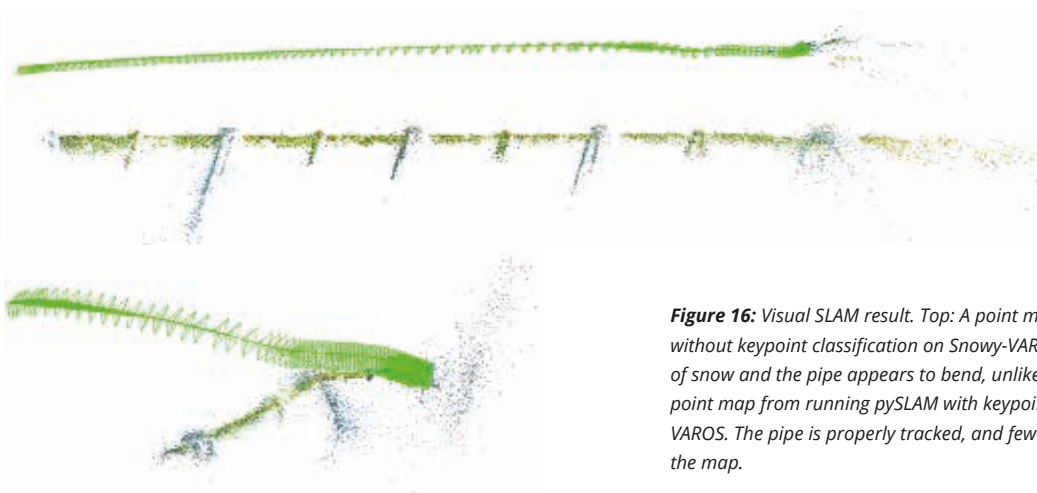 Figure 16: Visual SLAM result. Top: A point m
without keypoint classification on Snowy-VAR
of snow and the pipe appears to bend, unlike
point map from running pySLAM with keypoin
VAROS. The pipe is properly tracked, and few
the map.